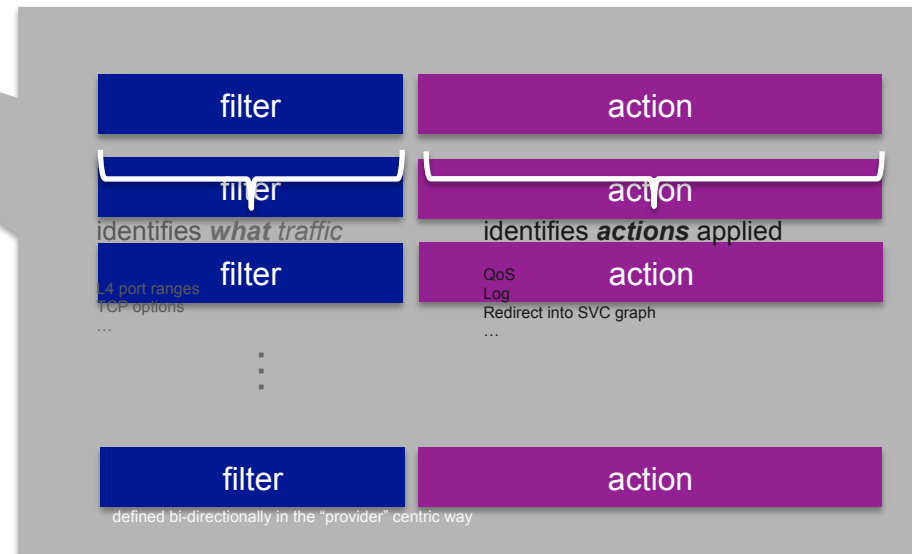 filter action
filter action
identifies what traffic identifies actions applied
filter action
L4 port ranges QoS
TCP options Log
… Redirect into SVC graph
…
filter action
defined bi-directionally in the “provider” centric way